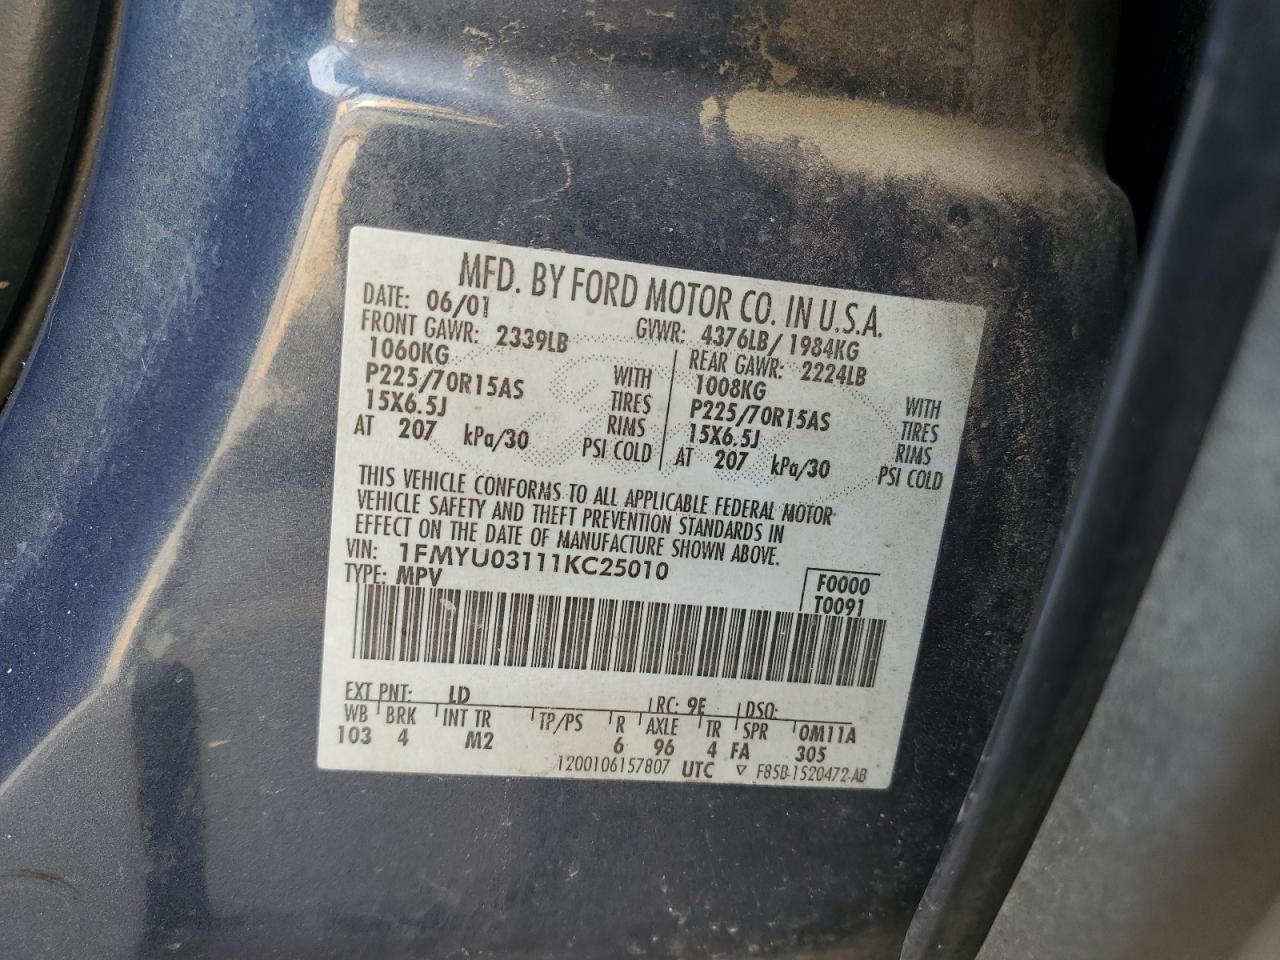 MFD. BY FORD MOTOR CO. IN U.S.A.
DATE: 06/01 GVWR: 4376LB/ 1984KG
FRONT GAWR: 2339LB REAR GAWR: 2224LB
1060KG WITH 1008KG WITH
P225/70R15AS TIRES P225/70R15AS TIRES
15X6.5J RIMS 15X6.5J RIMS
AT 207 kPa/30 PSI COLD AT 207 kPa/30 PSI COLD
THIS VEHICLE CONFORMS TO ALL APPLICABLE FEDERAL MOTOR
VEHICLE SAFETY AND THEFT PREVENTION STANDARDS IN
EFFECT ON THE DATE OF MANUFACTURE SHOWN ABOVE.
VIN: 1FMYU03111KC25010
TYPE: MPV
F0000
T0091
EXT PNT: LD RC: 9E DSO:
WB BRK INT TR TP/PS R AXLE TR SPR 0M11A
103 4 M2 6 96 4 FA 305
1200106157807 UTC ▽ F85B-1520472-AB